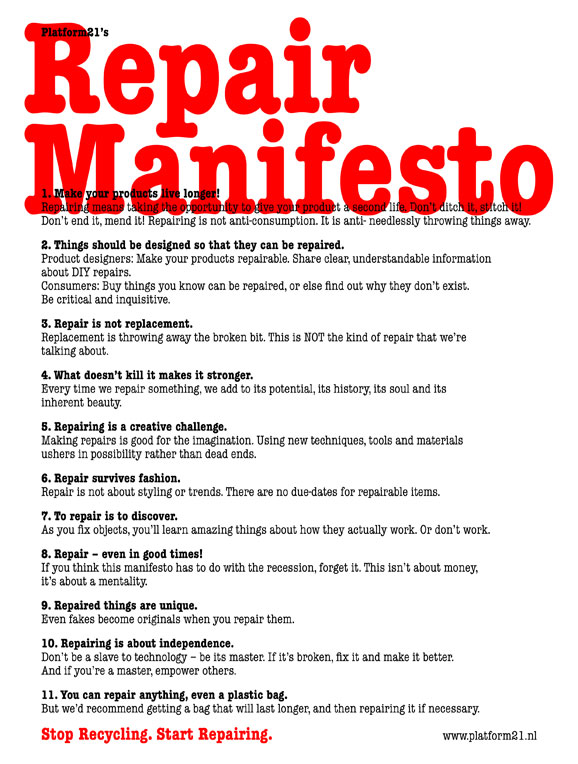 Platform21's
Repair
Manifesto
1. Make your products live longer!
Repairing means taking the opportunity to give your product a second life. Don't ditch it, stitch it!
Don't end it, mend it! Repairing is not anti-consumption. It is anti- needlessly throwing things away.
2. Things should be designed so that they can be repaired.
Product designers: Make your products repairable. Share clear, understandable information
about DIY repairs.
Consumers: Buy things you know can be repaired, or else find out why they don't exist.
Be critical and inquisitive.
3. Repair is not replacement.
Replacement is throwing away the broken bit. This is NOT the kind of repair that we're
talking about.
4. What doesn't kill it makes it stronger.
Every time we repair something, we add to its potential, its history, its soul and its
inherent beauty.
5. Repairing is a creative challenge.
Making repairs is good for the imagination. Using new techniques, tools and materials
ushers in possibility rather than dead ends.
6. Repair survives fashion.
Repair is not about styling or trends. There are no due-dates for repairable items.
7. To repair is to discover.
As you fix objects, you'll learn amazing things about how they actually work. Or don't work.
8. Repair – even in good times!
If you think this manifesto has to do with the recession, forget it. This isn't about money,
it's about a mentality.
9. Repaired things are unique.
Even fakes become originals when you repair them.
10. Repairing is about independence.
Don't be a slave to technology – be its master. If it's broken, fix it and make it better.
And if you're a master, empower others.
11. You can repair anything, even a plastic bag.
But we'd recommend getting a bag that will last longer, and then repairing it if necessary.
Stop Recycling. Start Repairing.
www.platform21.nl